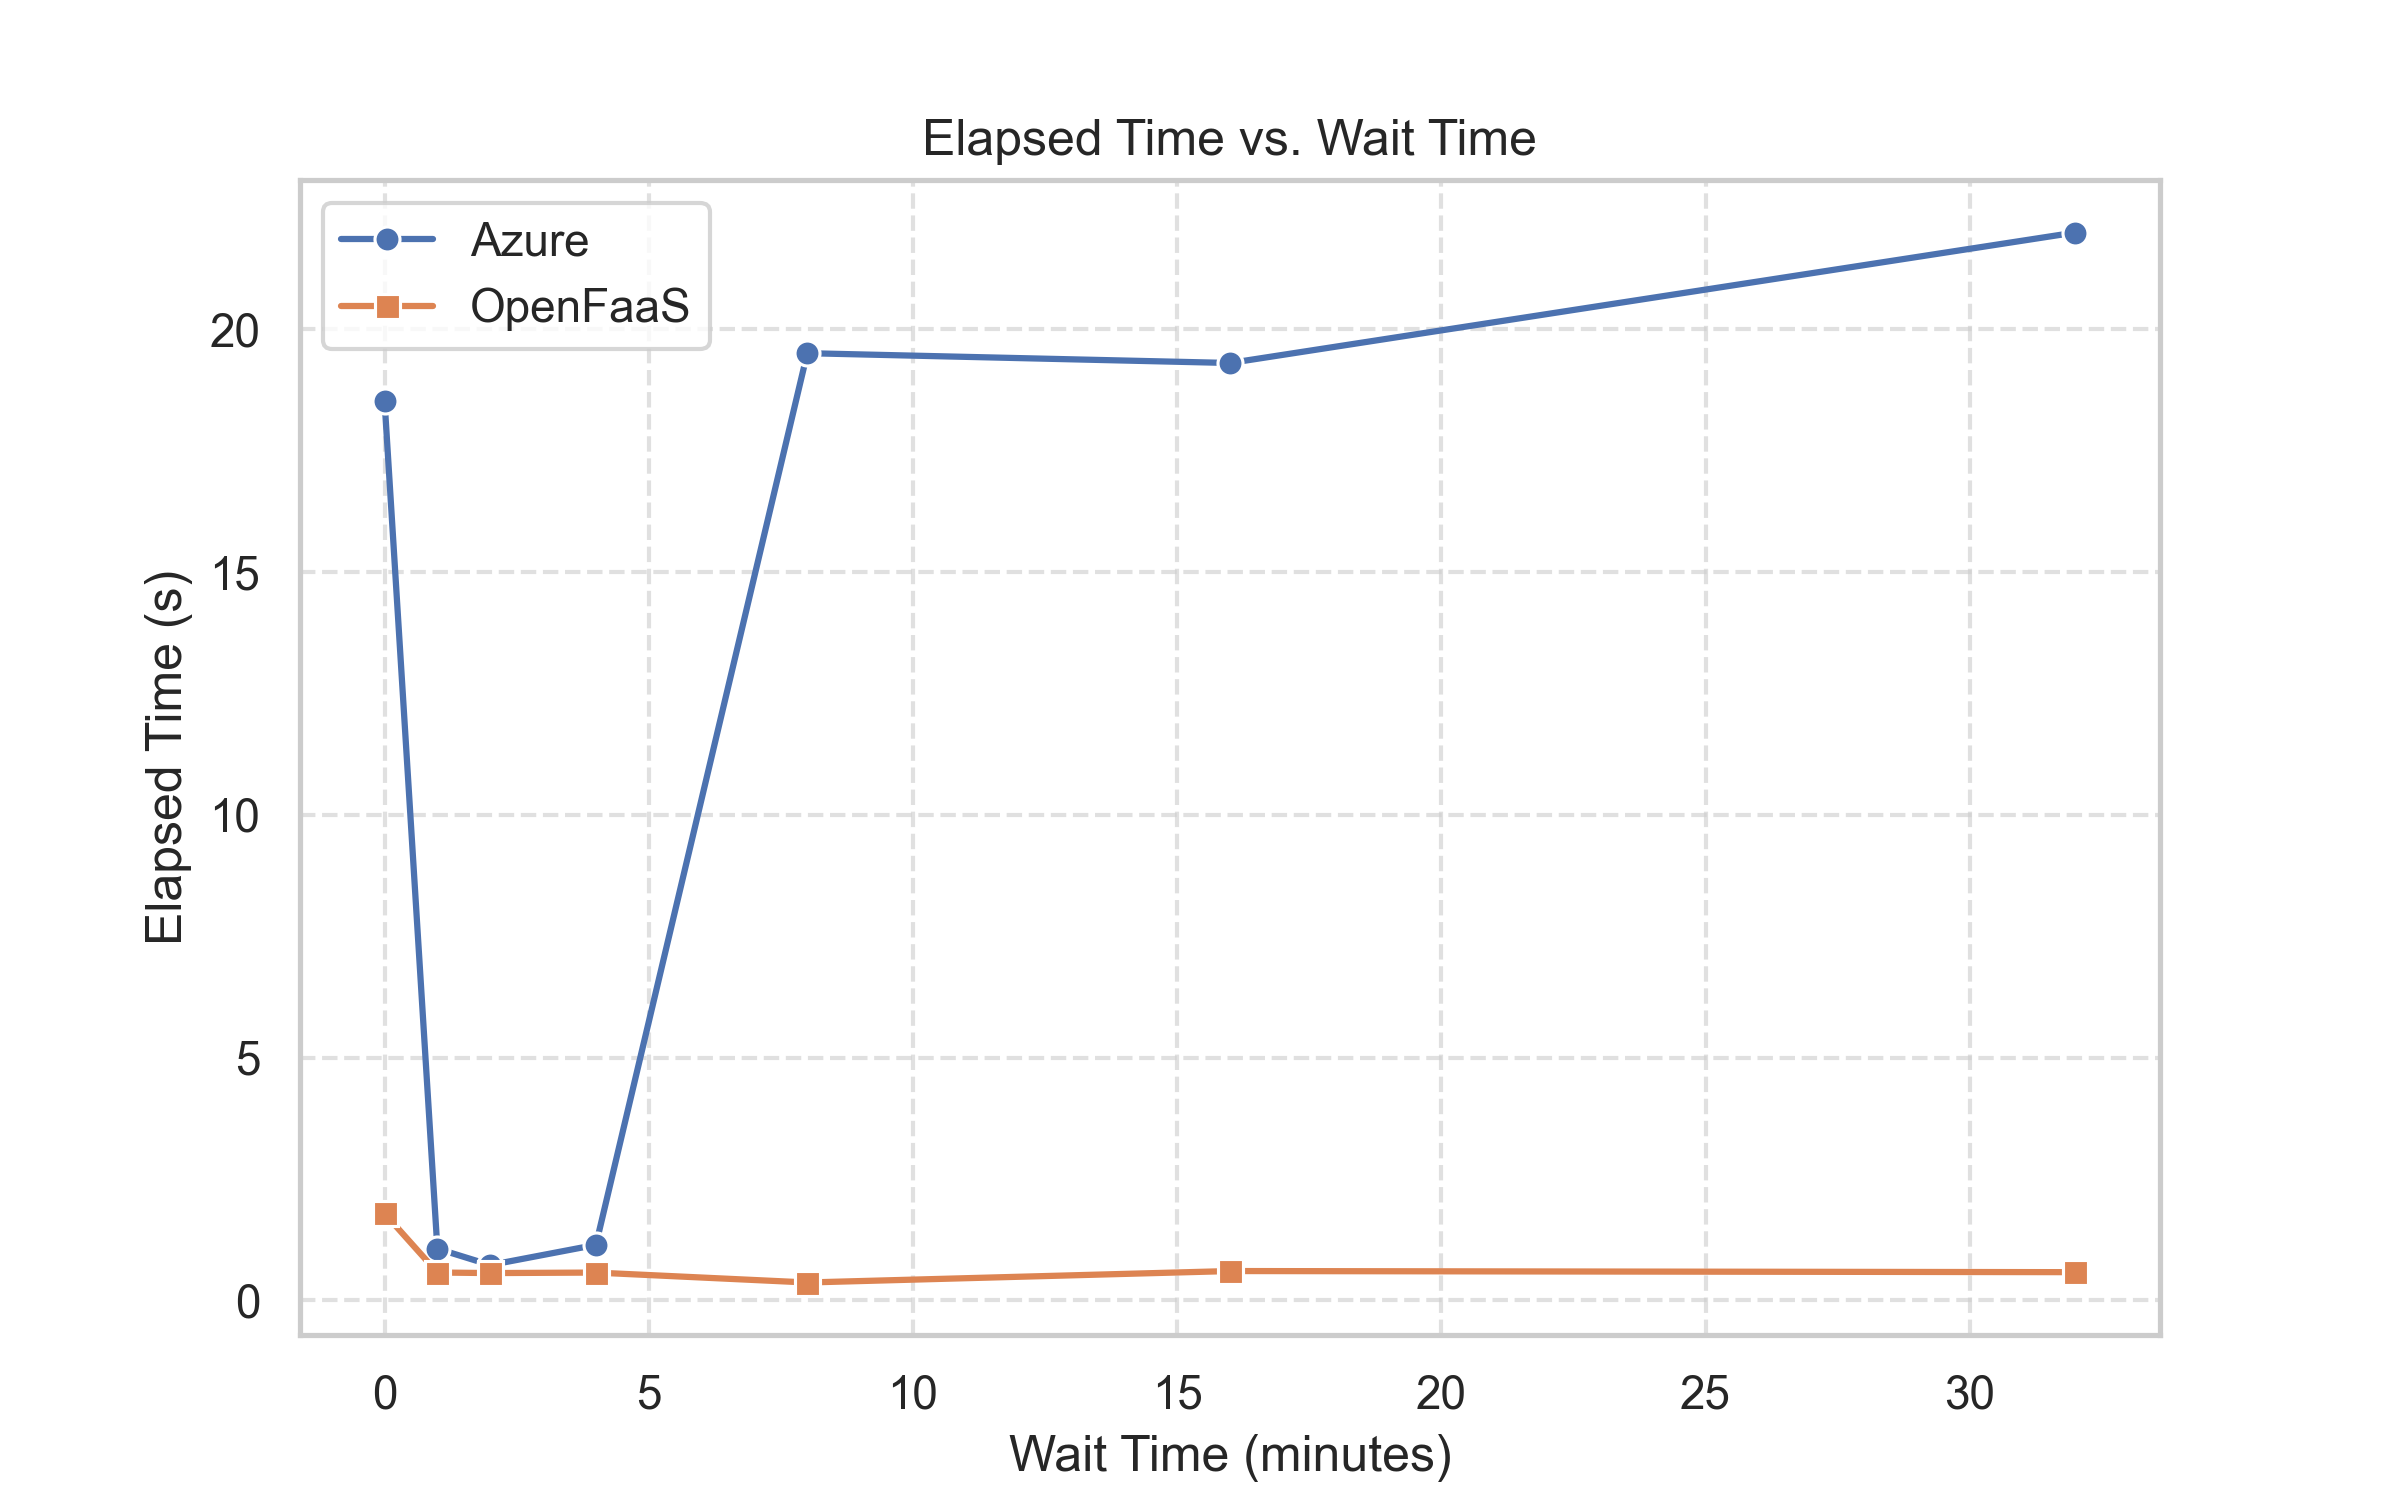 Elapsed Time vs. Wait Time
Azure
OpenFaaS
Elapsed Time (s)
20
15
10
5
0
0 5 10 15 20 25 30
Wait Time (minutes)